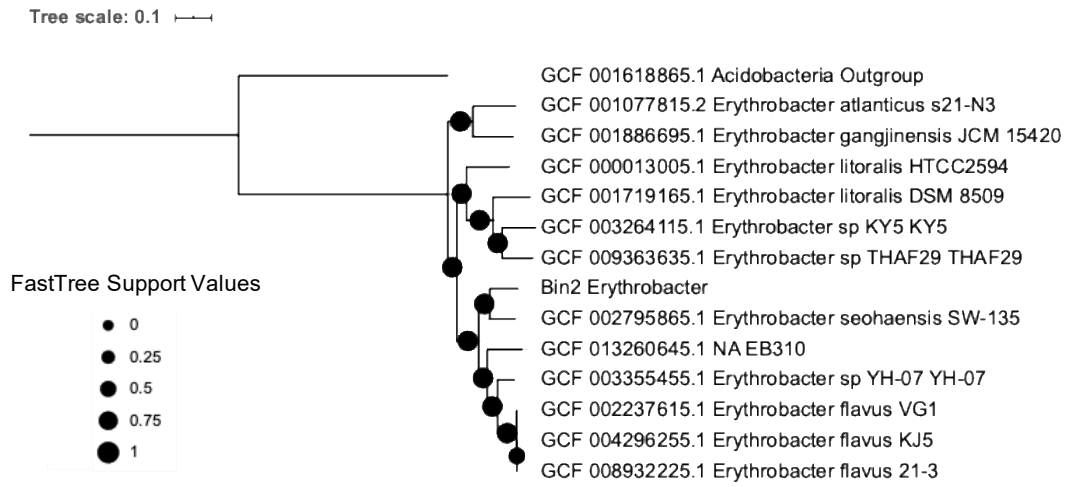 Tree scale: 0.1
GCF 001618865.1 Acidobacteria Outgroup
GCF 001077815.2 Erythrobacter atlanticus s21-N3
GCF 001886695.1 Erythrobacter gangjinensis JCM 15420
GCF 000013005.1 Erythrobacter litoralis HTCC2594
GCF 001719165.1 Erythrobacter litoralis DSM 8509
GCF 003264115.1 Erythrobacter sp KY5 KY5
GCF 009363635.1 Erythrobacter sp THAF29 THAF29
Bin2 Erythrobacter
GCF 002795865.1 Erythrobacter seohaensis SW-135
GCF 013260645.1 NA EB310
GCF 003355455.1 Erythrobacter sp YH-07 YH-07
GCF 002237615.1 Erythrobacter flavus VG1
GCF 004296255.1 Erythrobacter flavus KJ5
GCF 008932225.1 Erythrobacter flavus 21-3
FastTree Support Values
0
0.25
0.5
0.75
1